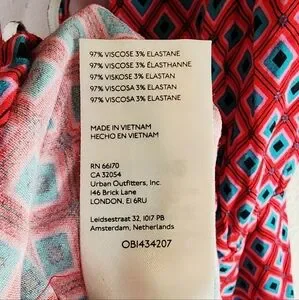 97% VISCOSE 3% ELASTANE
97% VISCOSE 3% ÉLASTHANNE
97% VISKOSE 3% ELASTAN
97% VISCOSA 3% ELASTAN
97% VISCOSA 3% ELASTANE
MADE IN VIETNAM
HECHO EN VIETNAM
RN 66170
CA 32054
Urban Outfitters, Inc.
146 Brick Lane
LONDON, E1 6RU
Leidsestraat 32, 1017 PB
Amsterdam, Netherlands
OB1434207